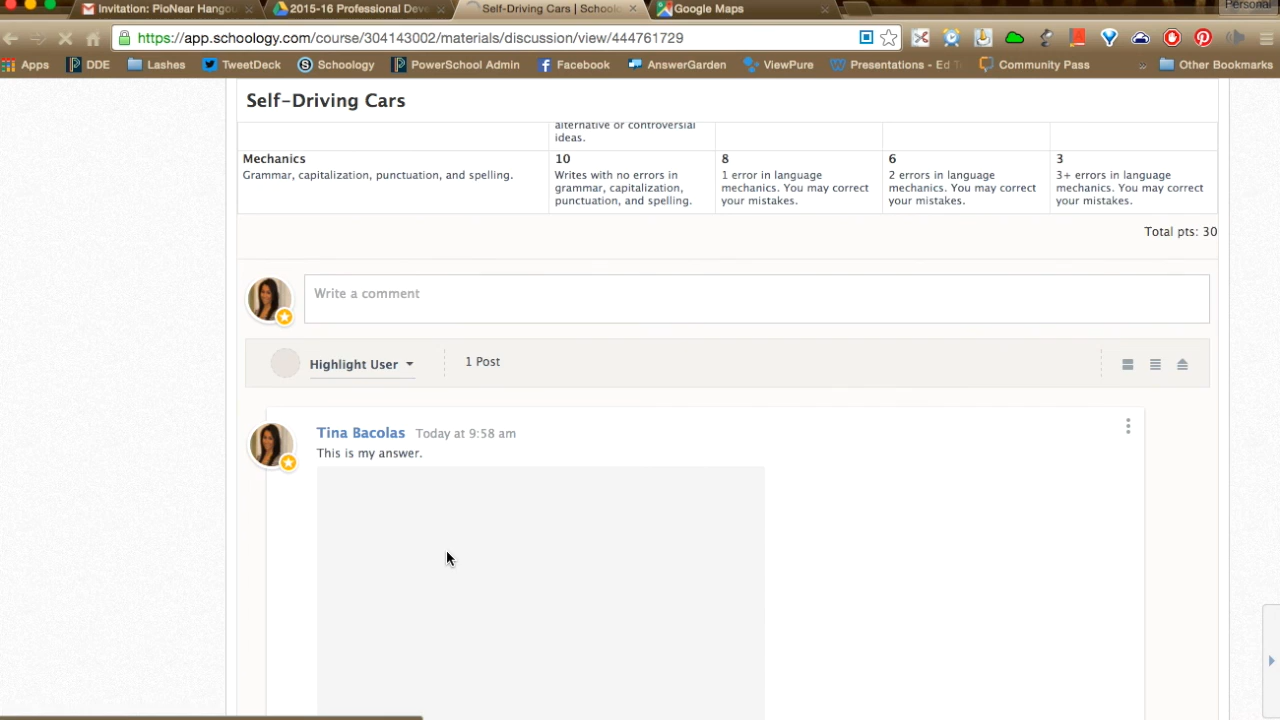 Personal
Invitation: PioNear Hangou
2015-16 Professional Deve
Self-Driving Cars | Schoolo
Google Maps
https://app.schoology.com/course/304143002/materials/discussion/view/444761729
Apps
DDE
Lashes
TweetDeck
Schoology
PowerSchool Admin
Facebook
AnswerGarden
ViewPure
Presentations - Ed T
Community Pass
»
Other Bookmarks
Self-Driving Cars
alternative or controversial
ideas.
Mechanics
Grammar, capitalization, punctuation, and spelling.
10
Writes with no errors in
grammar, capitalization,
punctuation, and spelling.
8
1 error in language
mechanics. You may correct
your mistakes.
6
2 errors in language
mechanics. You may correct
your mistakes.
3
3+ errors in language
mechanics. You may correct
your mistakes.
Total pts: 30
Write a comment
Highlight User
1 Post
Tina Bacolas Today at 9:58 am
This is my answer.